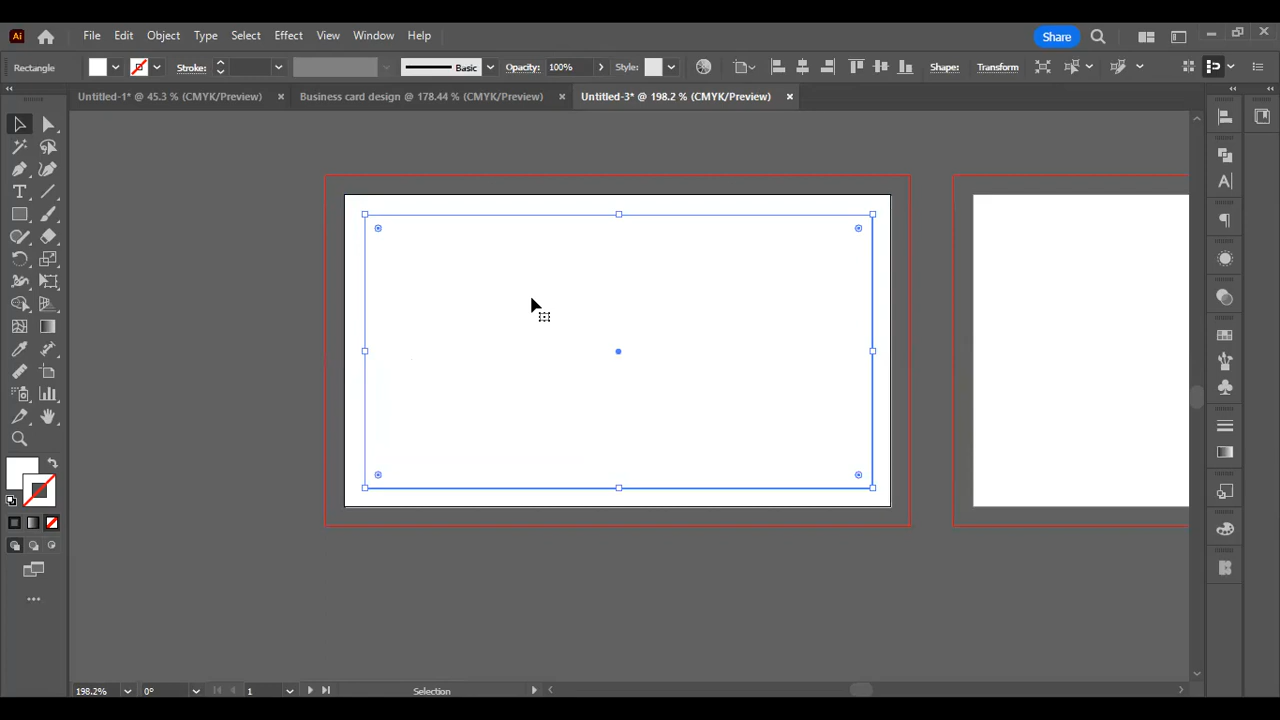 Ai File Edit Object Type Select Effect View Window Help Share
Rectangle Stroke: Basic Opacity: 100% Style: Shape: Transform
Untitled-1* @ 45.3 % (CMYK/Preview) Business card design @ 178.44 % (CMYK/Preview) Untitled-3* @ 198.2 % (CMYK/Preview)
198.2% 0° 1 Selection